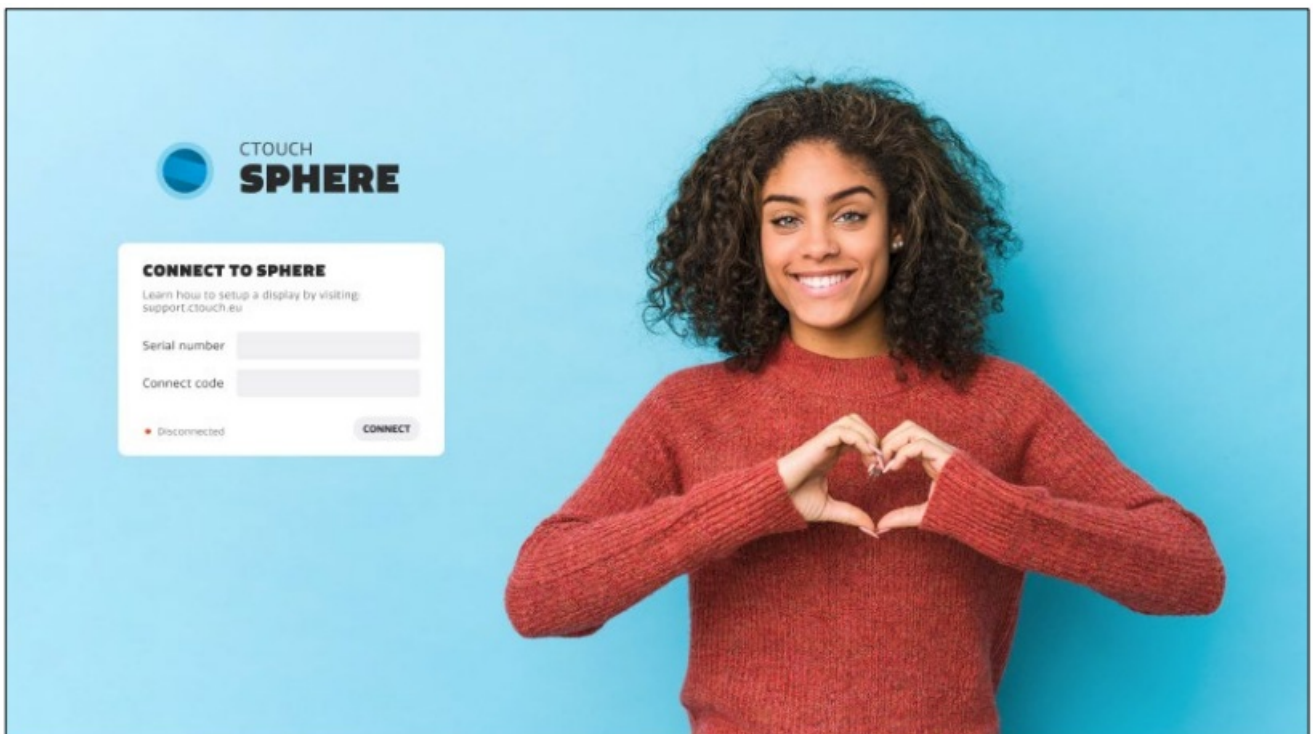 CTOUCH
SPHERE
CONNECT TO SPHERE
Learn how to setup a display by visiting:
support.ctouch.eu
Serial number
Connect code
Disconnected
CONNECT